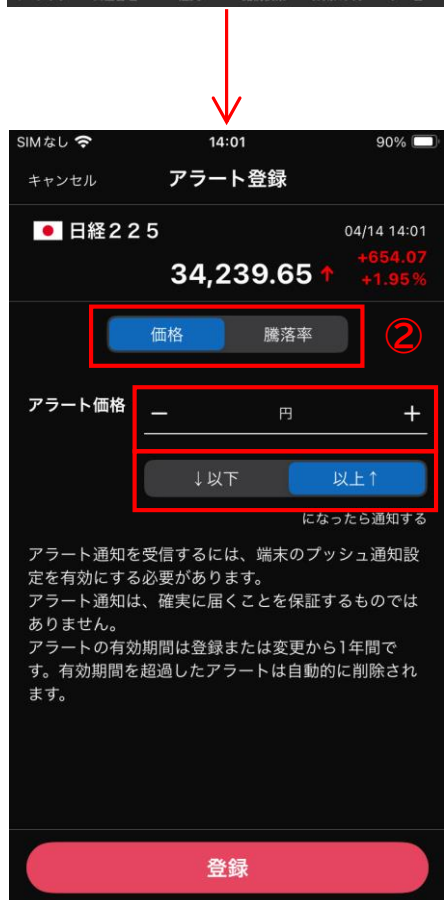 SIMなし 14:01 90%
キャンセル アラート登録
日経２２５ 04/14 14:01
34,239.65 ↑ +654.07
+1.95%
価格 騰落率 ②
アラート価格 － 円 ＋
↓以下 以上↑
になったら通知する
アラート通知を受信するには、端末のプッシュ通知設
定を有効にする必要があります。
アラート通知は、確実に届くことを保証するものでは
ありません。
アラートの有効期間は登録または変更から1年間で
す。有効期間を超過したアラートは自動的に削除され
ます。
登録